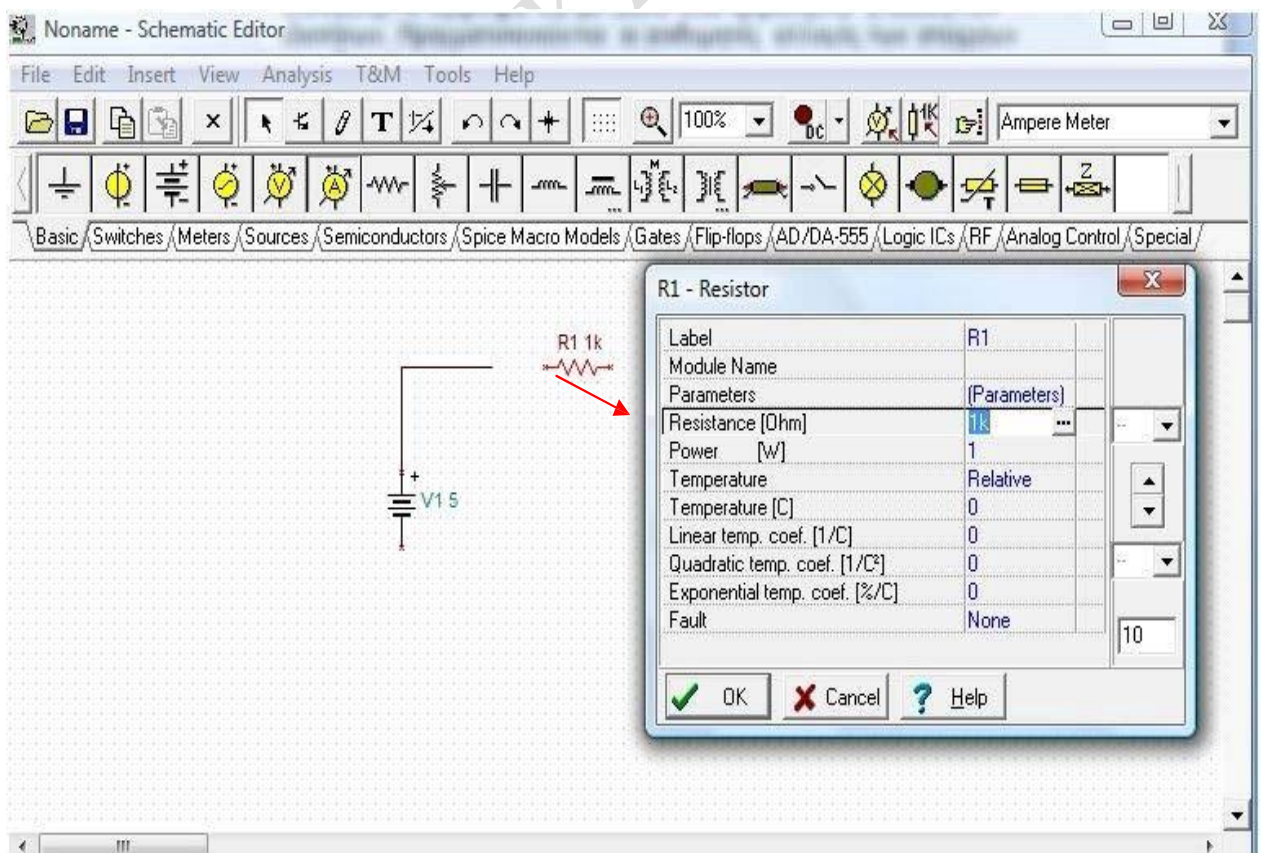 Noname - Schematic Editor
File Edit Insert View Analysis T&M Tools Help
T 100% DC 1K Ampere Meter
V A M Z
Basic Switches Meters Sources Semiconductors Spice Macro Models Gates Flip-flops AD/DA-555 Logic ICs RF Analog Control Special
R1 - Resistor
Label R1
Module Name
Parameters (Parameters)
Resistance [Ohm] 1k ...
Power [W] 1
Temperature Relative
Temperature [C] 0
Linear temp. coef. [1/C] 0
Quadratic temp. coef. [1/C²] 0
Exponential temp. coef. [%/C] 0
Fault None
10
OK Cancel Help
R1 1k
+
V1 5